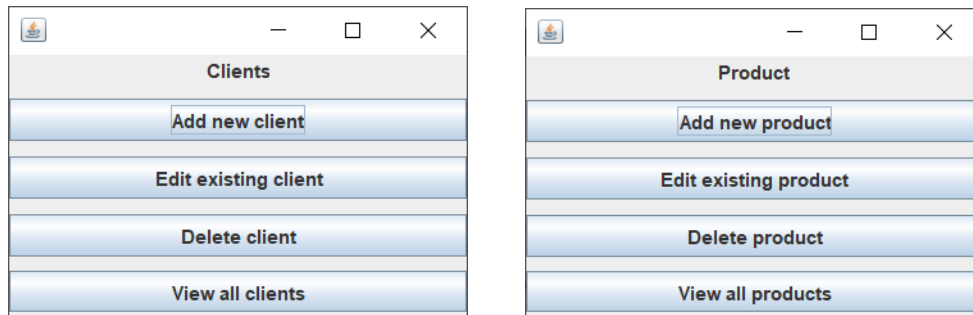 Clients
Add new client
Edit existing client
Delete client
View all clients
Product
Add new product
Edit existing product
Delete product
View all products